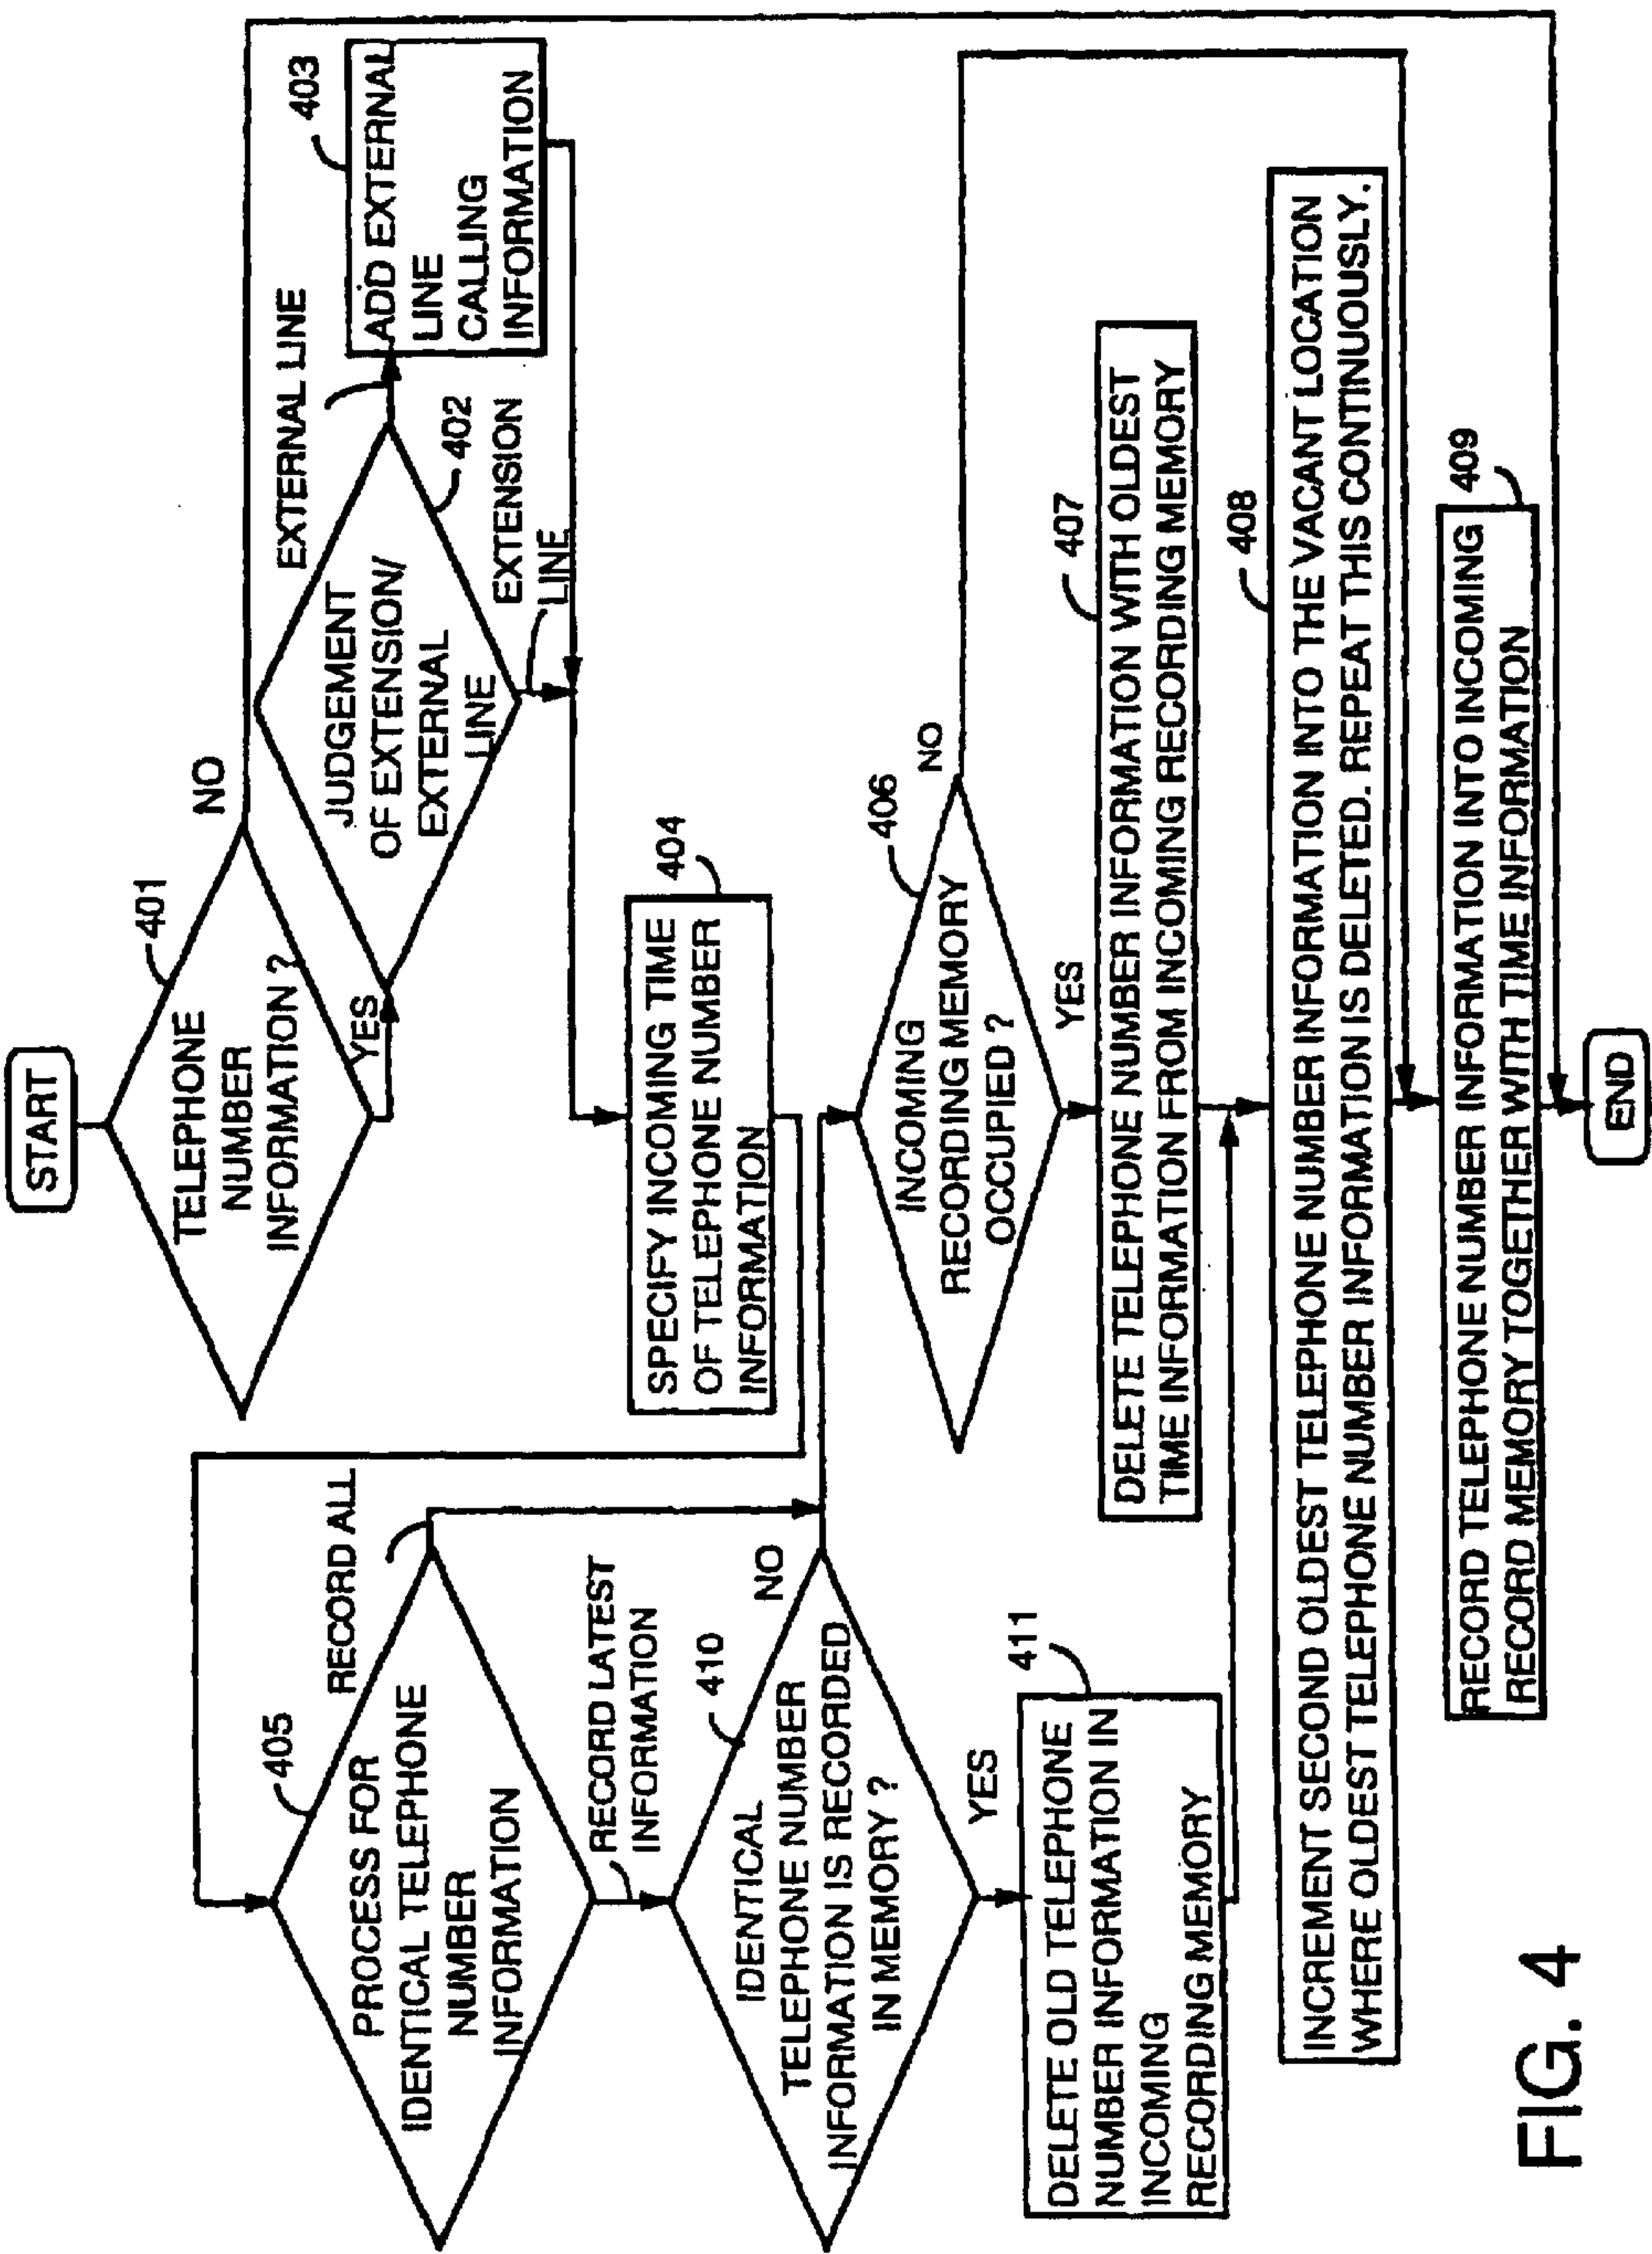 START
TELEPHONE
NUMBER
INFORMATION ?
401
NO
YES
JUDGEMENT
OF EXTENSION/
EXTERNAL
LINE
402
EXTERNAL LINE
EXTENSION
LINE
403
ADD EXTERNAL
LINE
CALLING
INFORMATION
404
SPECIFY INCOMING TIME
OF TELEPHONE NUMBER
INFORMATION
405
PROCESS FOR
IDENTICAL TELEPHONE
NUMBER
INFORMATION
RECORD ALL
RECORD LATEST
INFORMATION
410
IDENTICAL
TELEPHONE NUMBER
INFORMATION IS RECORDED
IN MEMORY ?
NO
YES
411
DELETE OLD TELEPHONE
NUMBER INFORMATION IN
INCOMING
RECORDING MEMORY
406
INCOMING
RECORDING MEMORY
OCCUPIED ?
NO
YES
407
DELETE TELEPHONE NUMBER INFORMATION WITH OLDEST
TIME INFORMATION FROM INCOMING RECORDING MEMORY
408
INCREMENT SECOND OLDEST TELEPHONE NUMBER INFORMATION INTO THE VACANT LOCATION
WHERE OLDEST TELEPHONE NUMBER INFORMATION IS DELETED. REPEAT THIS CONTINUOUSLY.
409
RECORD TELEPHONE NUMBER INFORMATION INTO INCOMING
RECORD MEMORY TOGETHER WITH TIME INFORMATION
END
FIG. 4